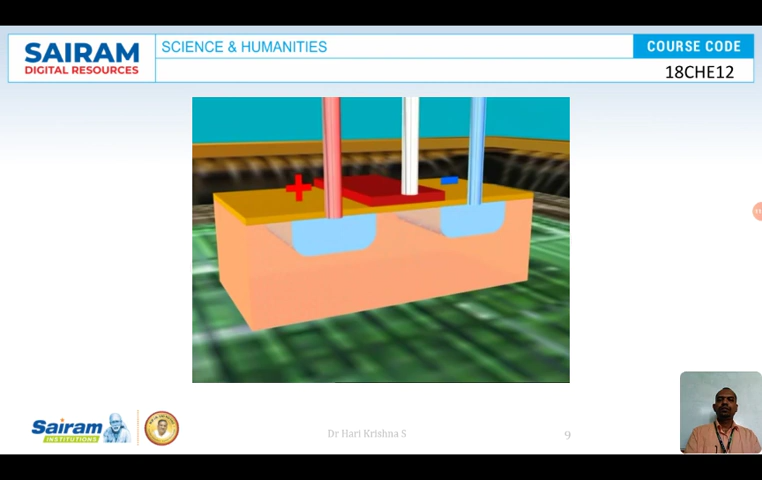 SAIRAM
DIGITAL RESOURCES
SCIENCE & HUMANITIES
COURSE CODE
18CHE12
+
-
Sairam
INSTITUTIONS
Dr Hari Krishna S
9